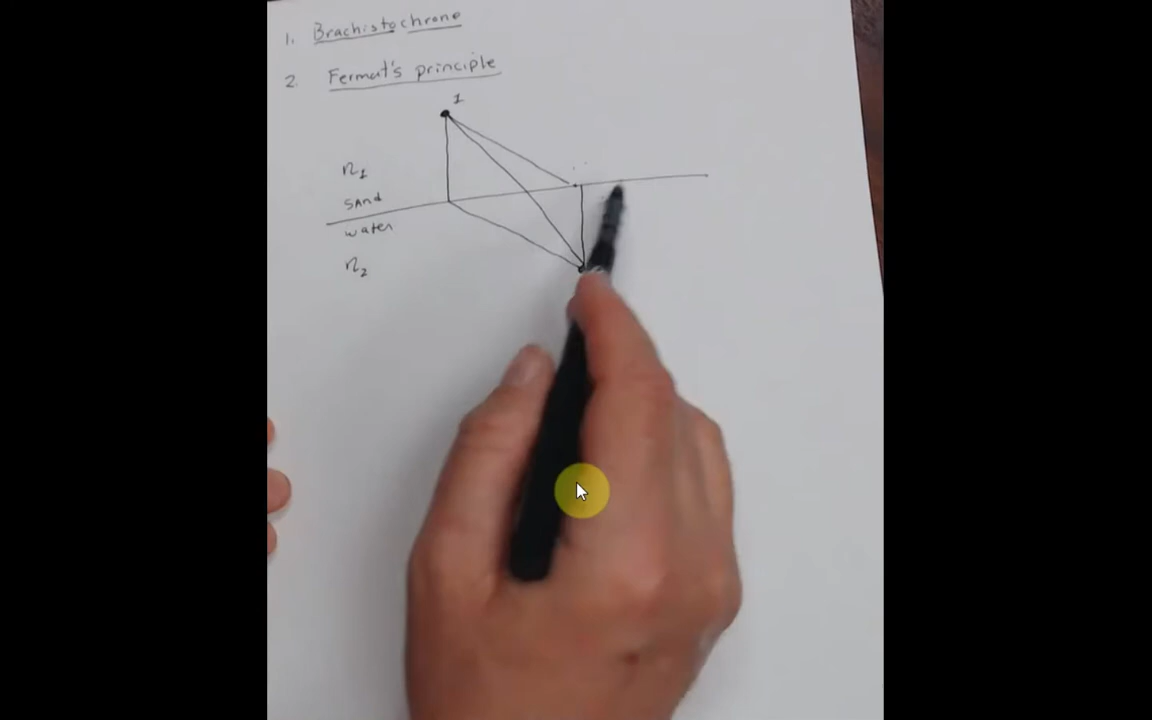 1. Brachistochrone
2. Fermat's principle
1
n1
sand
water
n2